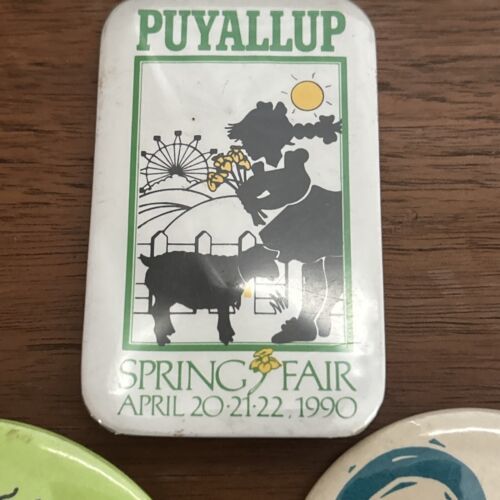 PUYALLUP
SPRING FAIR
APRIL 20·21·22, 1990